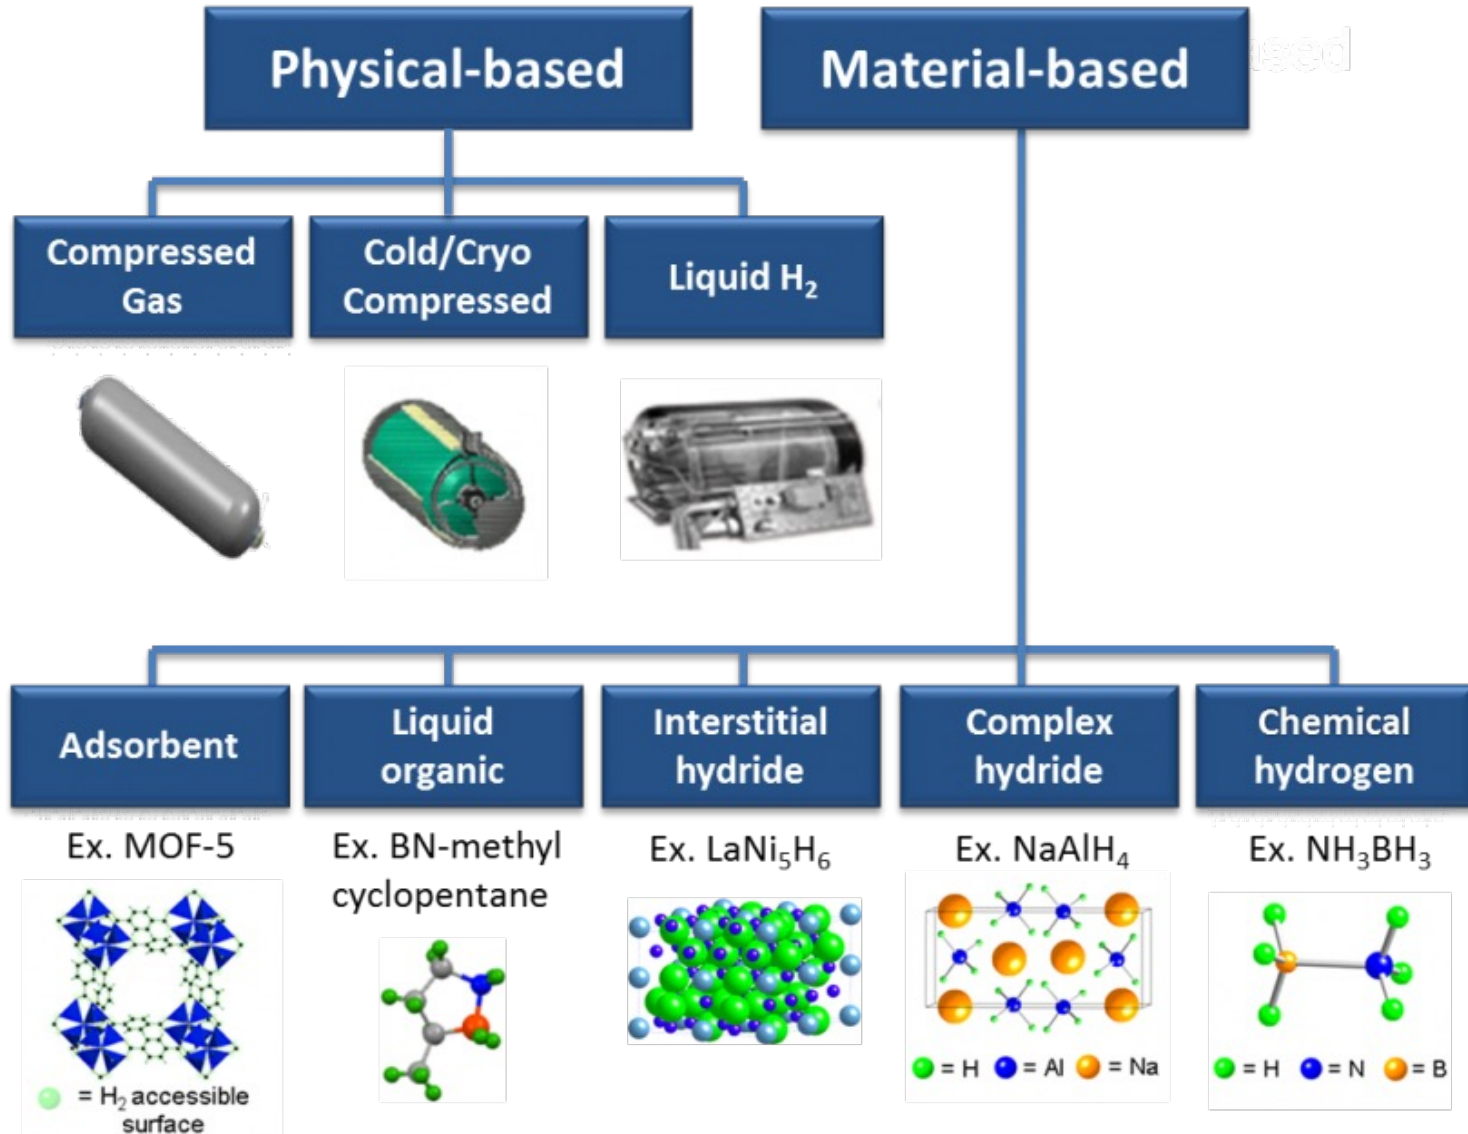 Physical-based
Material-based
Compressed
Gas
Cold/Cryo
Compressed
Liquid H₂
Adsorbent
Liquid
organic
Interstitial
hydride
Complex
hydride
Chemical
hydrogen
Ex. MOF-5
Ex. BN-methyl
cyclopentane
Ex. LaNi₅H₆
Ex. NaAlH₄
Ex. NH₃BH₃
= H₂ accessible
surface
= H = Al = Na
= H = N = B